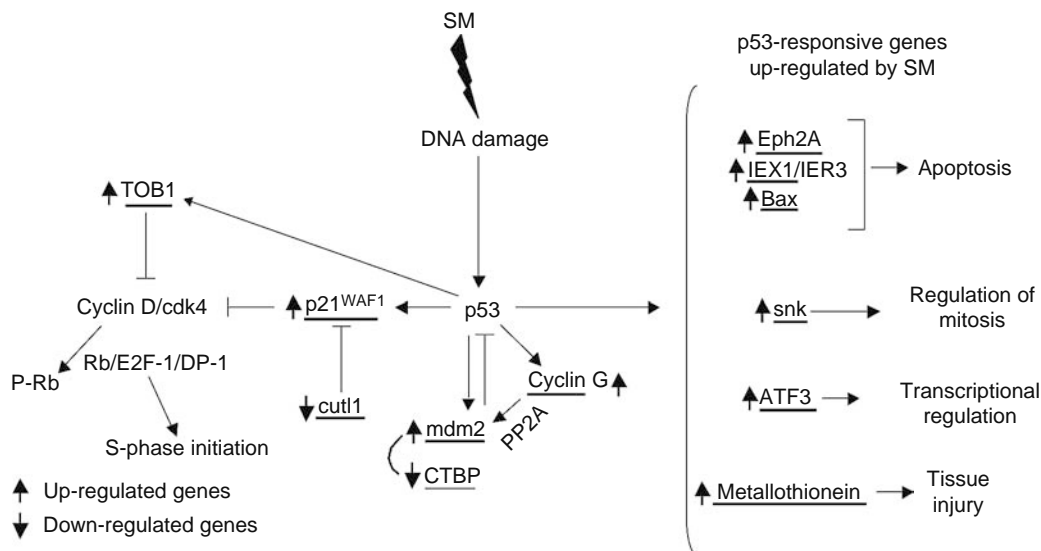 SM
DNA damage
TOB1
Cyclin D/cdk4
p21WAF1
p53
P-Rb
Rb/E2F-1/DP-1
S-phase initiation
cutl1
Cyclin G
PP2A
mdm2
CTBP
Up-regulated genes
Down-regulated genes
p53-responsive genes
up-regulated by SM
Eph2A
IEX1/IER3
Bax
Apoptosis
snk
Regulation of
mitosis
ATF3
Transcriptional
regulation
Metallothionein
Tissue
injury